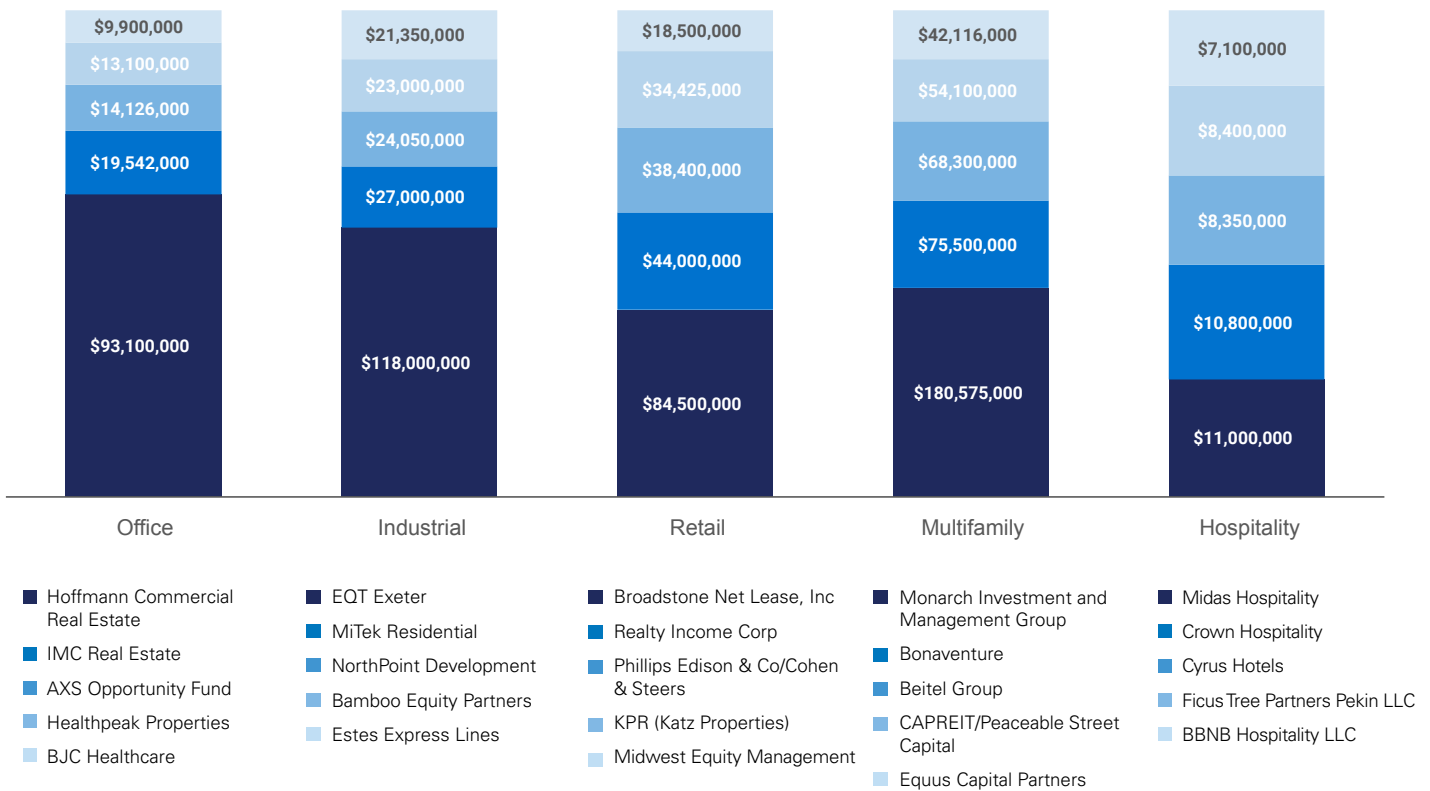 $9,900,000
$13,100,000
$14,126,000
$19,542,000
$93,100,000
$21,350,000
$23,000,000
$24,050,000
$27,000,000
$118,000,000
$18,500,000
$34,425,000
$38,400,000
$44,000,000
$84,500,000
$42,116,000
$54,100,000
$68,300,000
$75,500,000
$180,575,000
$7,100,000
$8,400,000
$8,350,000
$10,800,000
$11,000,000
Office
Industrial
Retail
Multifamily
Hospitality
Hoffmann Commercial
Real Estate
IMC Real Estate
AXS Opportunity Fund
Healthpeak Properties
BJC Healthcare
EQT Exeter
MiTek Residential
NorthPoint Development
Bamboo Equity Partners
Estes Express Lines
Broadstone Net Lease, Inc
Realty Income Corp
Phillips Edison & Co/Cohen
& Steers
KPR (Katz Properties)
Midwest Equity Management
Monarch Investment and
Management Group
Bonaventure
Beitel Group
CAPREIT/Peaceable Street
Capital
Equus Capital Partners
Midas Hospitality
Crown Hospitality
Cyrus Hotels
Ficus Tree Partners Pekin LLC
BBNB Hospitality LLC